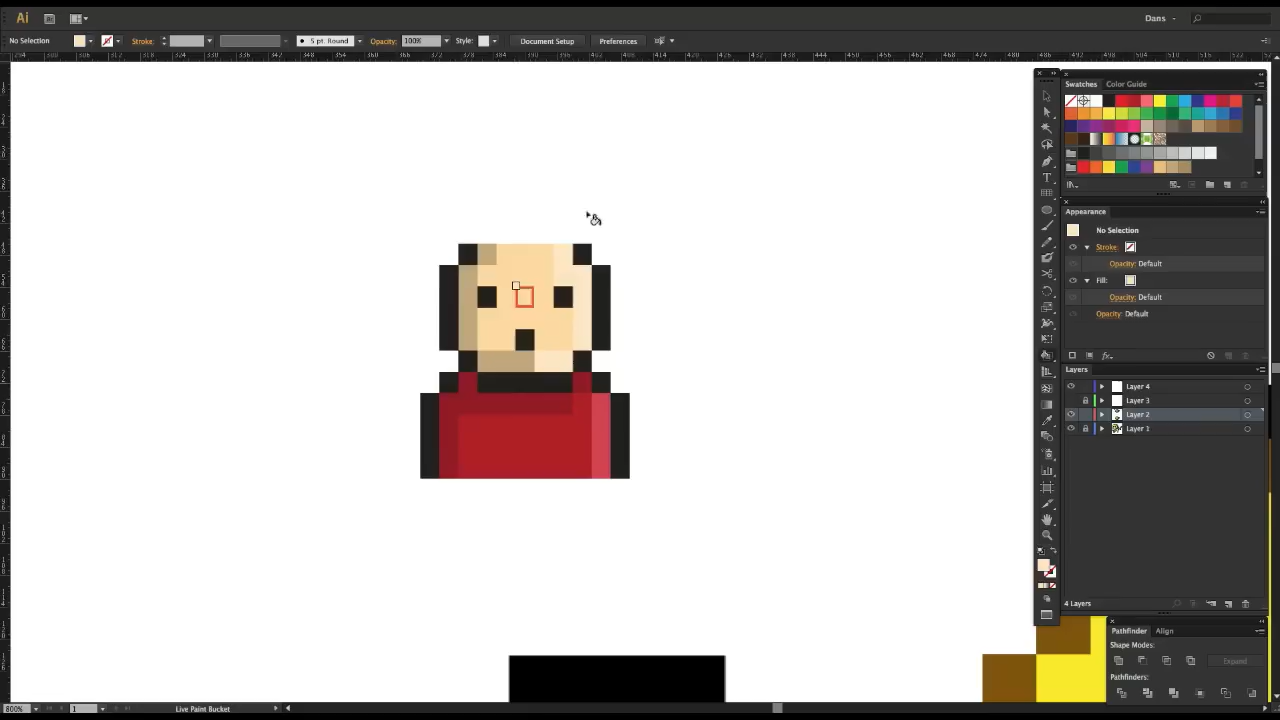 Ai
Dans
No Selection
Stroke:
5 pt. Round
Opacity:
100%
Style:
Document Setup
Preferences
Swatches
Color Guide
Appearance
No Selection
Stroke:
Opacity: Default
Fill:
Opacity: Default
Opacity: Default
fx
Layers
Layer 4
Layer 3
Layer 2
Layer 1
4 Layers
Pathfinder
Align
Shape Modes:
Expand
Pathfinders:
800%
1
Live Paint Bucket